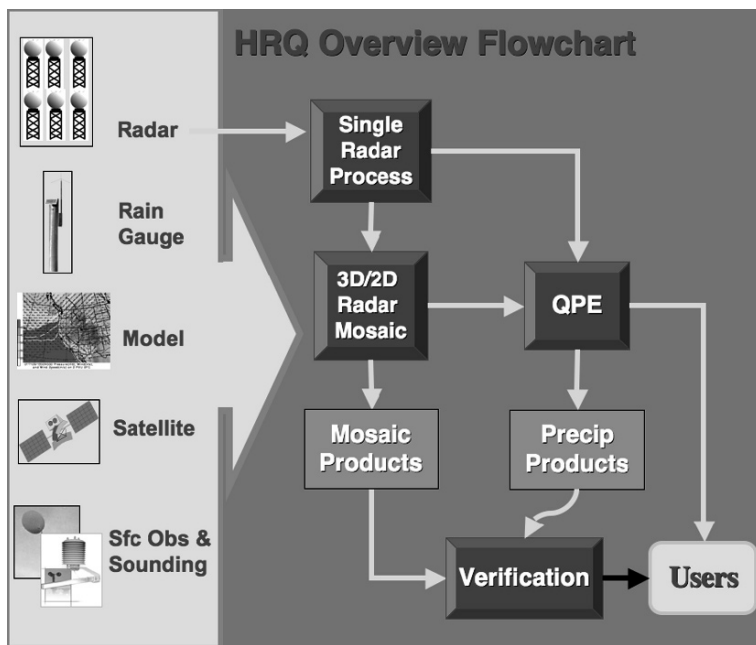 HRQ Overview Flowchart
Radar
Rain
Gauge
Model
Satellite
Sfc Obs &
Sounding
Single
Radar
Process
3D/2D
Radar
Mosaic
QPE
Mosaic
Products
Precip
Products
Verification
Users